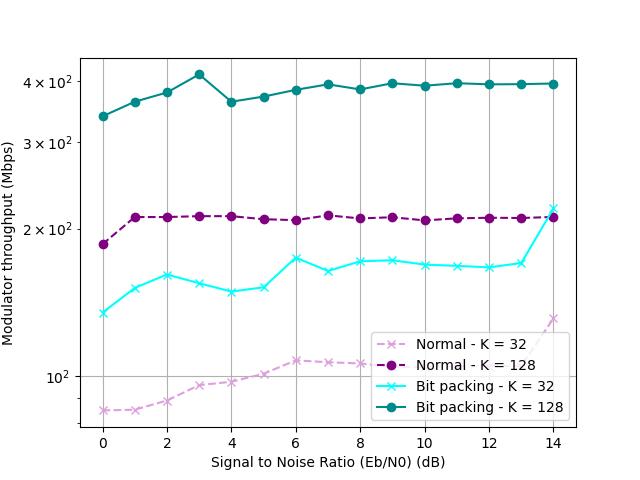 4 × 10²
3 × 10²
2 × 10²
10²
Modulator throughput (Mbps)
Normal - K = 32
Normal - K = 128
Bit packing - K = 32
Bit packing - K = 128
0 2 4 6 8 10 12 14
Signal to Noise Ratio (Eb/N0) (dB)